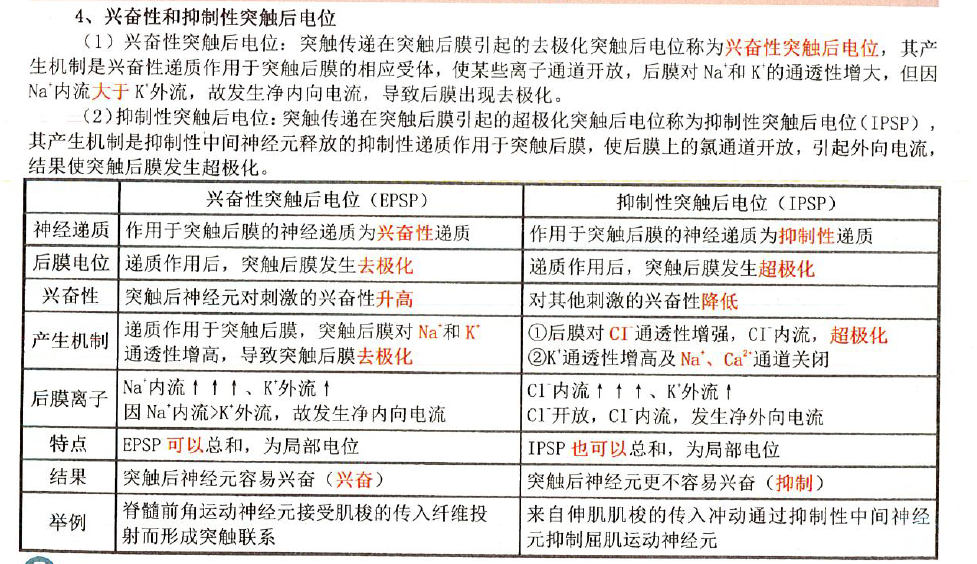 4、兴奋性和抑制性突触后电位
（1）兴奋性突触后电位：突触传递在突触后膜引起的去极化突触后电位称为兴奋性突触后电位，其产
生机制是兴奋性递质作用于突触后膜的相应受体，使某些离子通道开放，后膜对 Na⁺和 K⁺的通透性增大，但因
Na⁺内流大于 K⁺外流，故发生净内向电流，导致后膜出现去极化。
（2）抑制性突触后电位：突触传递在突触后膜引起的超极化突触后电位称为抑制性突触后电位（IPSP），
其产生机制是抑制性中间神经元释放的抑制性递质作用于突触后膜，使后膜上的氯通道开放，引起外向电流，
结果使突触后膜发生超极化。
兴奋性突触后电位（EPSP） 抑制性突触后电位（IPSP）
神经递质 作用于突触后膜的神经递质为兴奋性递质 作用于突触后膜的神经递质为抑制性递质
后膜电位 递质作用后，突触后膜发生去极化 递质作用后，突触后膜发生超极化
兴奋性 突触后神经元对刺激的兴奋性升高 对其他刺激的兴奋性降低
产生机制 递质作用于突触后膜，突触后膜对 Na⁺和 K⁺ ①后膜对 Cl⁻通透性增强，Cl⁻内流，超极化
通透性增高，导致突触后膜去极化 ②K⁺通透性增高及 Na⁺、Ca²⁺通道关闭
后膜离子 Na⁺内流↑↑↑、K⁺外流↑ Cl⁻内流↑↑↑、K⁺外流↑
因 Na⁺内流>K⁺外流，故发生净内向电流 Cl⁻开放，Cl⁻内流，发生净外向电流
特点 EPSP 可以总和，为局部电位 IPSP 也可以总和，为局部电位
结果 突触后神经元容易兴奋（兴奋） 突触后神经元更不容易兴奋（抑制）
举例 脊髓前角运动神经元接受肌梭的传入纤维投 来自伸肌肌梭的传入冲动通过抑制性中间神经
射而形成突触联系 元抑制屈肌运动神经元